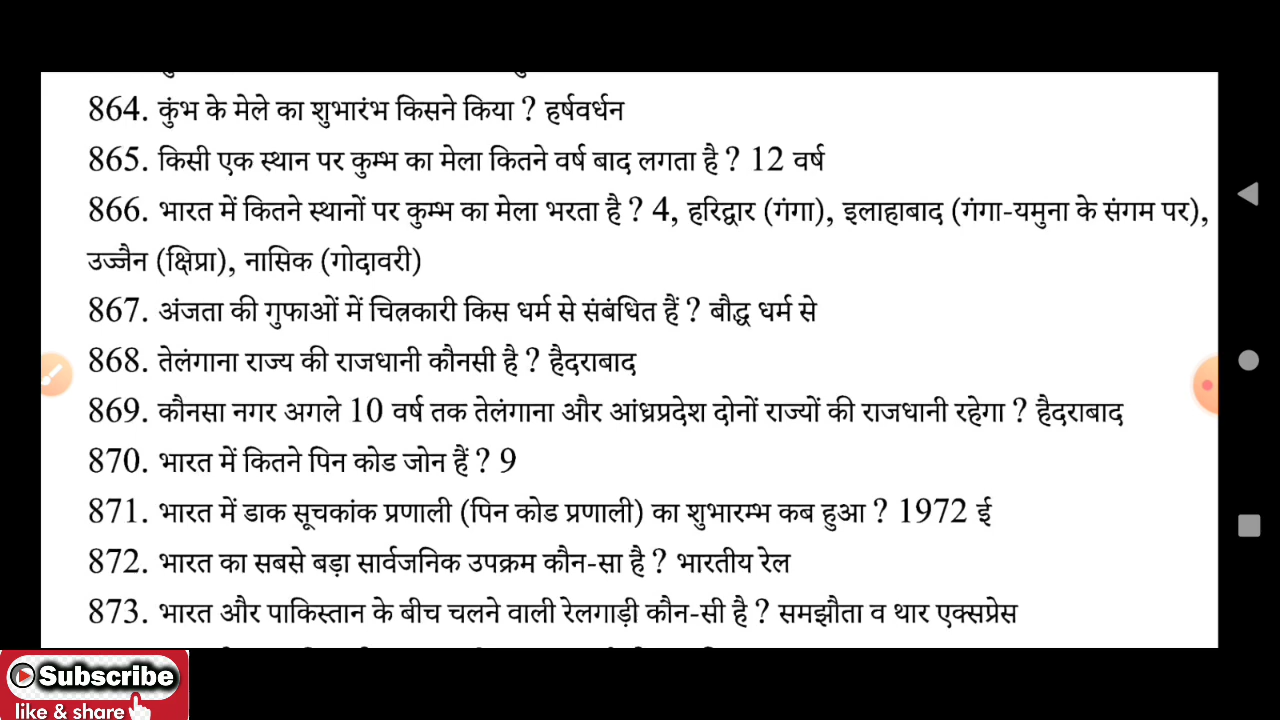 864. कुंभ के मेले का शुभारंभ किसने किया ? हर्षवर्धन
865. किसी एक स्थान पर कुम्भ का मेला कितने वर्ष बाद लगता है ? 12 वर्ष
866. भारत में कितने स्थानों पर कुम्भ का मेला भरता है ? 4, हरिद्वार (गंगा), इलाहाबाद (गंगा-यमुना के संगम पर),
उज्जैन (क्षिप्रा), नासिक (गोदावरी)
867. अंजता की गुफाओं में चित्रकारी किस धर्म से संबंधित हैं ? बौद्ध धर्म से
868. तेलंगाना राज्य की राजधानी कौनसी है ? हैदराबाद
869. कौनसा नगर अगले 10 वर्ष तक तेलंगाना और आंध्रप्रदेश दोनों राज्यों की राजधानी रहेगा ? हैदराबाद
870. भारत में कितने पिन कोड जोन हैं ? 9
871. भारत में डाक सूचकांक प्रणाली (पिन कोड प्रणाली) का शुभारम्भ कब हुआ ? 1972 ई
872. भारत का सबसे बड़ा सार्वजनिक उपक्रम कौन-सा है ? भारतीय रेल
873. भारत और पाकिस्तान के बीच चलने वाली रेलगाड़ी कौन-सी है ? समझौता व थार एक्सप्रेस
Subscribe
like & share